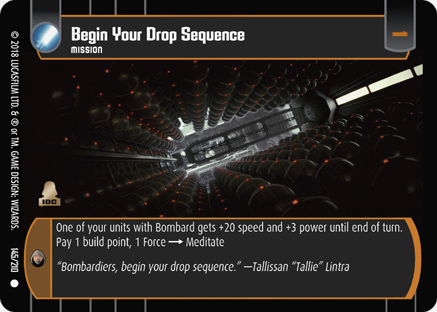 Begin Your Drop Sequence
MISSION
IDC
One of your units with Bombard gets +20 speed and +3 power until end of turn.
Pay 1 build point, 1 Force → Meditate
“Bombardiers, begin your drop sequence.” —Tallissan “Tallie” Lintra
© 2018 LUCASFILM LTD. & ® or TM. GAME DESIGN: WIZARDS. 145/210